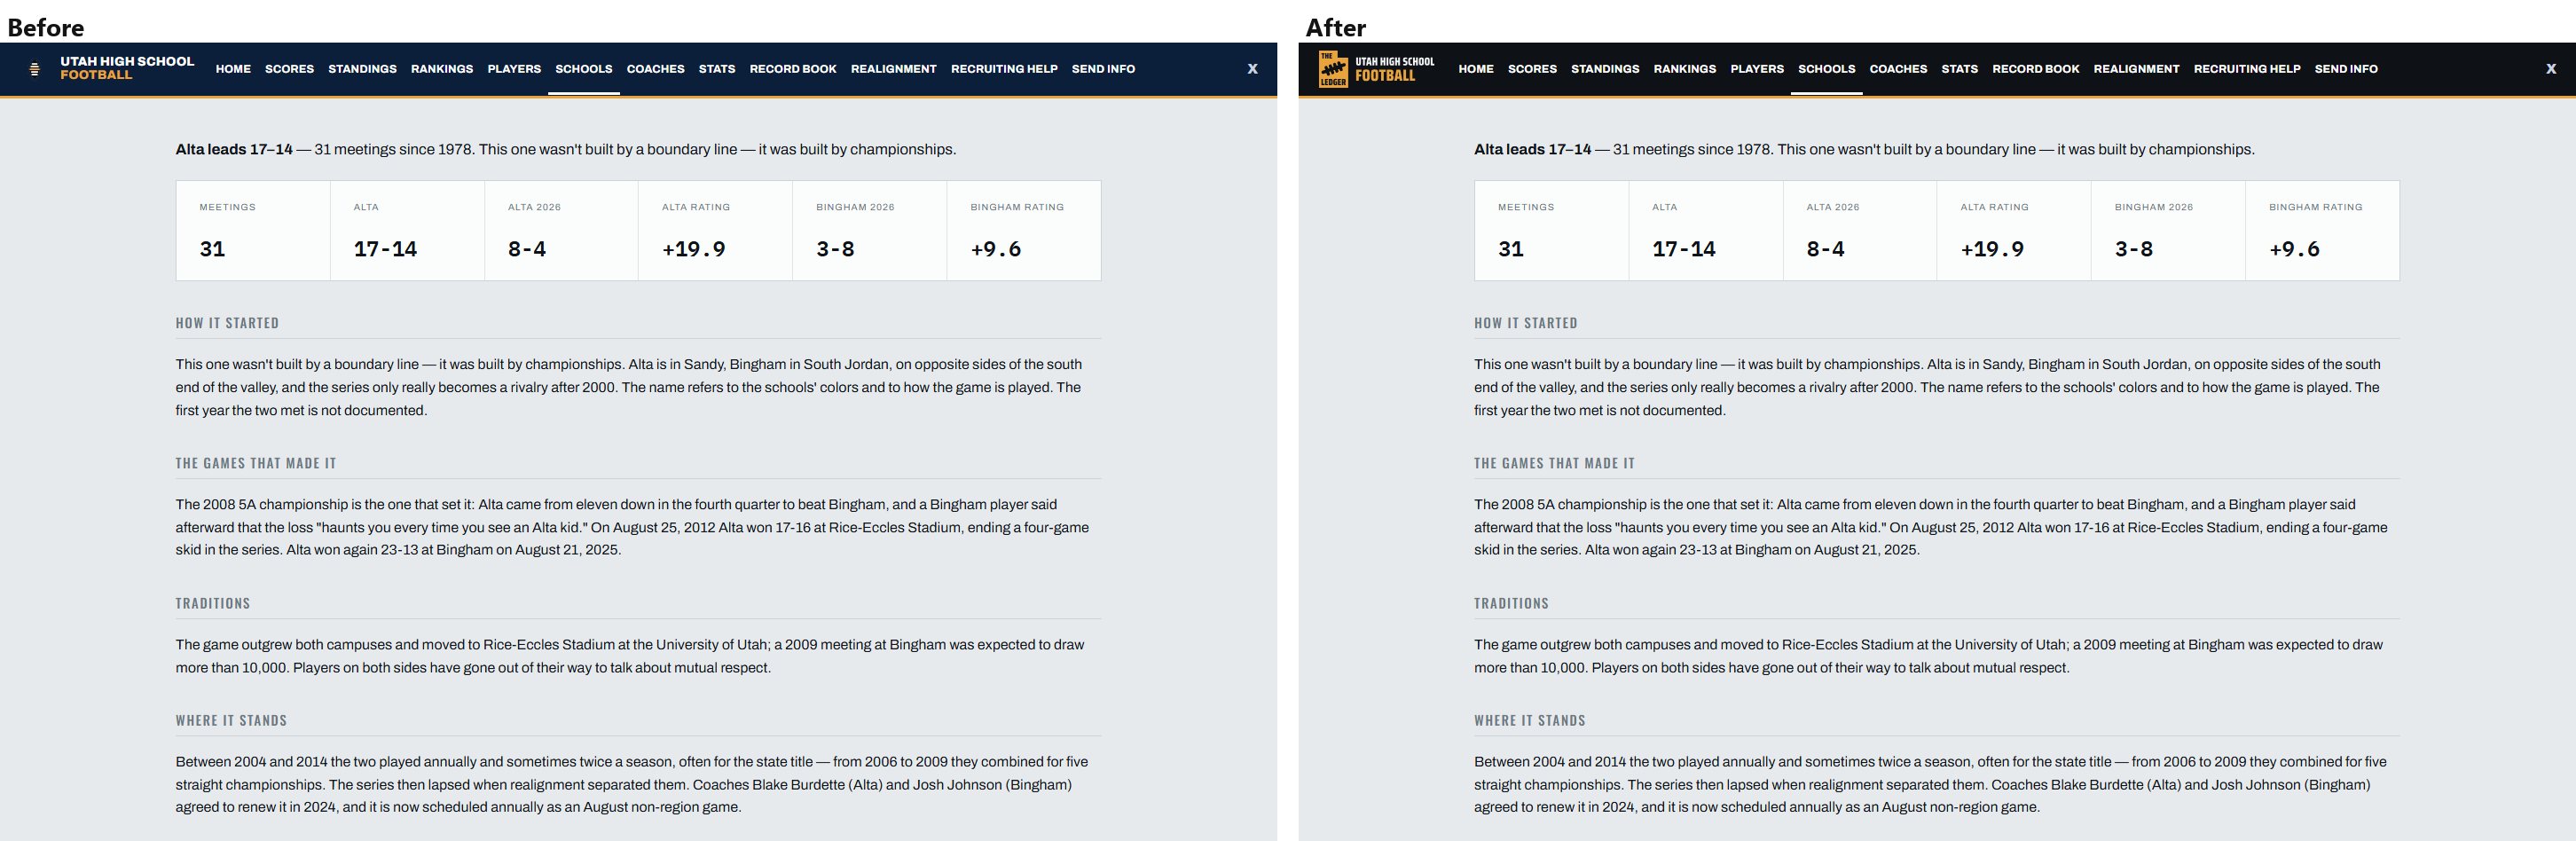 Before
UTAH HIGH SCHOOL
FOOTBALL
HOME SCORES STANDINGS RANKINGS PLAYERS SCHOOLS COACHES STATS RECORD BOOK REALIGNMENT RECRUITING HELP SEND INFO X
Alta leads 17–14 — 31 meetings since 1978. This one wasn't built by a boundary line — it was built by championships.
MEETINGS ALTA ALTA 2026 ALTA RATING BINGHAM 2026 BINGHAM RATING
31 17-14 8-4 +19.9 3-8 +9.6
HOW IT STARTED
This one wasn't built by a boundary line — it was built by championships. Alta is in Sandy, Bingham in South Jordan, on opposite sides of the south
end of the valley, and the series only really becomes a rivalry after 2000. The name refers to the schools' colors and to how the game is played. The
first year the two met is not documented.
THE GAMES THAT MADE IT
The 2008 5A championship is the one that set it: Alta came from eleven down in the fourth quarter to beat Bingham, and a Bingham player said
afterward that the loss "haunts you every time you see an Alta kid." On August 25, 2012 Alta won 17-16 at Rice-Eccles Stadium, ending a four-game
skid in the series. Alta won again 23-13 at Bingham on August 21, 2025.
TRADITIONS
The game outgrew both campuses and moved to Rice-Eccles Stadium at the University of Utah; a 2009 meeting at Bingham was expected to draw
more than 10,000. Players on both sides have gone out of their way to talk about mutual respect.
WHERE IT STANDS
Between 2004 and 2014 the two played annually and sometimes twice a season, often for the state title — from 2006 to 2009 they combined for five
straight championships. The series then lapsed when realignment separated them. Coaches Blake Burdette (Alta) and Josh Johnson (Bingham)
agreed to renew it in 2024, and it is now scheduled annually as an August non-region game.
After
THE
LEDGER
UTAH HIGH SCHOOL
FOOTBALL
HOME SCORES STANDINGS RANKINGS PLAYERS SCHOOLS COACHES STATS RECORD BOOK REALIGNMENT RECRUITING HELP SEND INFO X
Alta leads 17–14 — 31 meetings since 1978. This one wasn't built by a boundary line — it was built by championships.
MEETINGS ALTA ALTA 2026 ALTA RATING BINGHAM 2026 BINGHAM RATING
31 17-14 8-4 +19.9 3-8 +9.6
HOW IT STARTED
This one wasn't built by a boundary line — it was built by championships. Alta is in Sandy, Bingham in South Jordan, on opposite sides of the south
end of the valley, and the series only really becomes a rivalry after 2000. The name refers to the schools' colors and to how the game is played. The
first year the two met is not documented.
THE GAMES THAT MADE IT
The 2008 5A championship is the one that set it: Alta came from eleven down in the fourth quarter to beat Bingham, and a Bingham player said
afterward that the loss "haunts you every time you see an Alta kid." On August 25, 2012 Alta won 17-16 at Rice-Eccles Stadium, ending a four-game
skid in the series. Alta won again 23-13 at Bingham on August 21, 2025.
TRADITIONS
The game outgrew both campuses and moved to Rice-Eccles Stadium at the University of Utah; a 2009 meeting at Bingham was expected to draw
more than 10,000. Players on both sides have gone out of their way to talk about mutual respect.
WHERE IT STANDS
Between 2004 and 2014 the two played annually and sometimes twice a season, often for the state title — from 2006 to 2009 they combined for five
straight championships. The series then lapsed when realignment separated them. Coaches Blake Burdette (Alta) and Josh Johnson (Bingham)
agreed to renew it in 2024, and it is now scheduled annually as an August non-region game.